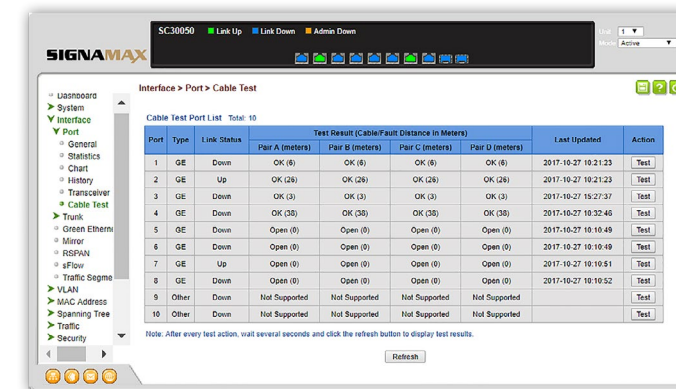 SC30050 Link Up Link Down Admin Down
Unit 1
Mode Active
SIGNAMAX
Interface > Port > Cable Test
Dashboard
System
Interface
Port
General
Statistics
Chart
History
Transceiver
Cable Test
Trunk
Green Ethern
Mirror
RSPAN
sFlow
Traffic Segme
VLAN
MAC Address
Spanning Tree
Traffic
Security
Cable Test Port List Total: 10
Port Type Link Status Test Result (Cable/Fault Distance in Meters) Last Updated Action
Pair A (meters) Pair B (meters) Pair C (meters) Pair D (meters)
1 GE Down OK (6) OK (6) OK (6) OK (6) 2017-10-27 10:21:23 Test
2 GE Up OK (26) OK (26) OK (26) OK (26) 2017-10-27 10:21:23 Test
3 GE Down OK (3) OK (3) OK (3) OK (3) 2017-10-27 15:27:37 Test
4 GE Down OK (38) OK (38) OK (38) OK (38) 2017-10-27 10:32:46 Test
5 GE Down Open (0) Open (0) Open (0) Open (0) 2017-10-27 10:10:49 Test
6 GE Down Open (0) Open (0) Open (0) Open (0) 2017-10-27 10:10:49 Test
7 GE Up Open (0) Open (0) Open (0) Open (0) 2017-10-27 10:10:51 Test
8 GE Down Open (0) Open (0) Open (0) Open (0) 2017-10-27 10:10:52 Test
9 Other Down Not Supported Not Supported Not Supported Not Supported Test
10 Other Down Not Supported Not Supported Not Supported Not Supported Test
Note: After every test action, wait several seconds and click the refresh button to display test results.
Refresh